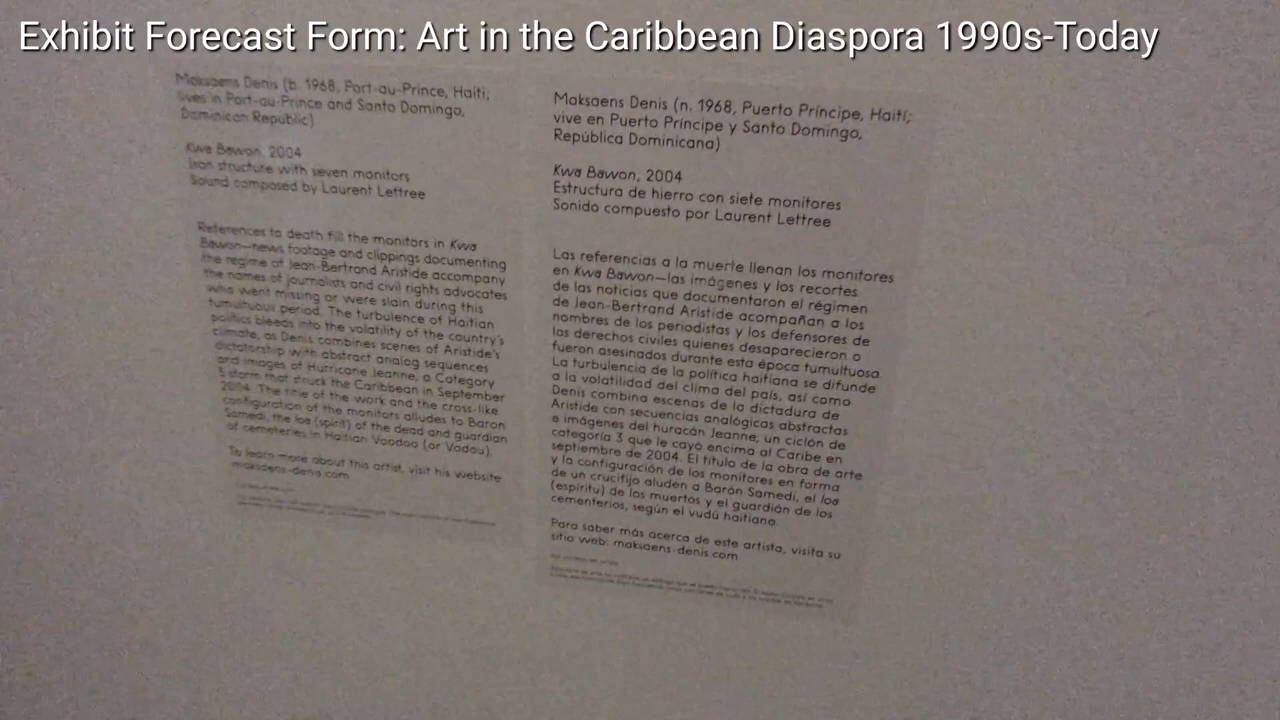 Exhibit Forecast Form: Art in the Caribbean Diaspora 1990s-Today
Maksaens Denis (b. 1968, Port-au-Prince, Haiti;
lives in Port-au-Prince and Santo Domingo,
Dominican Republic)
Kwa Bawon, 2004
Iron structure with seven monitors
Sound composed by Laurent Lettree
References to death fill the monitors in Kwa
Bawon—news footage and clippings documenting
the regime of Jean-Bertrand Aristide accompany
the names of journalists and civil rights advocates
who went missing or were slain during this
tumultuous period. The turbulence of Haitian
politics bleeds into the volatility of the country's
climate, as Denis combines scenes of Aristide's
dictatorship with abstract analog sequences
and images of Hurricane Jeanne, a Category
3 storm that struck the Caribbean in September
2004. The title of the work and the cross-like
configuration of the monitors alludes to Baron
Samedi, the loa (spirit) of the dead and guardian
of cemeteries in Haitian Voodoo (or Vodou).
To learn more about this artist, visit his website
maksaens-denis.com
Maksaens Denis (n. 1968, Puerto Príncipe, Haití;
vive en Puerto Príncipe y Santo Domingo,
República Dominicana)
Kwa Bawon, 2004
Estructura de hierro con siete monitores
Sonido compuesto por Laurent Lettree
Las referencias a la muerte llenan los monitores
en Kwa Bawon—las imágenes y los recortes
de las noticias que documentaron el régimen
de Jean-Bertrand Aristide acompañan a los
nombres de los periodistas y los defensores de
los derechos civiles quienes desaparecieron o
fueron asesinados durante esta época tumultuosa.
La turbulencia de la política haitiana se difunde
a la volatilidad del clima del país, así como
Denis combina escenas de la dictadura de
Aristide con secuencias analógicas abstractas
e imágenes del huracán Jeanne, un ciclón de
categoría 3 que le cayó encima al Caribe en
septiembre de 2004. El título de la obra de arte
y la configuración de los monitores en forma
de un crucifijo aluden a Barón Samedi, el loa
(espíritu) de los muertos y el guardián de los
cementerios, según el vudú haitiano.
Para saber más acerca de este artista, visita su
sitio web: maksaens-denis.com